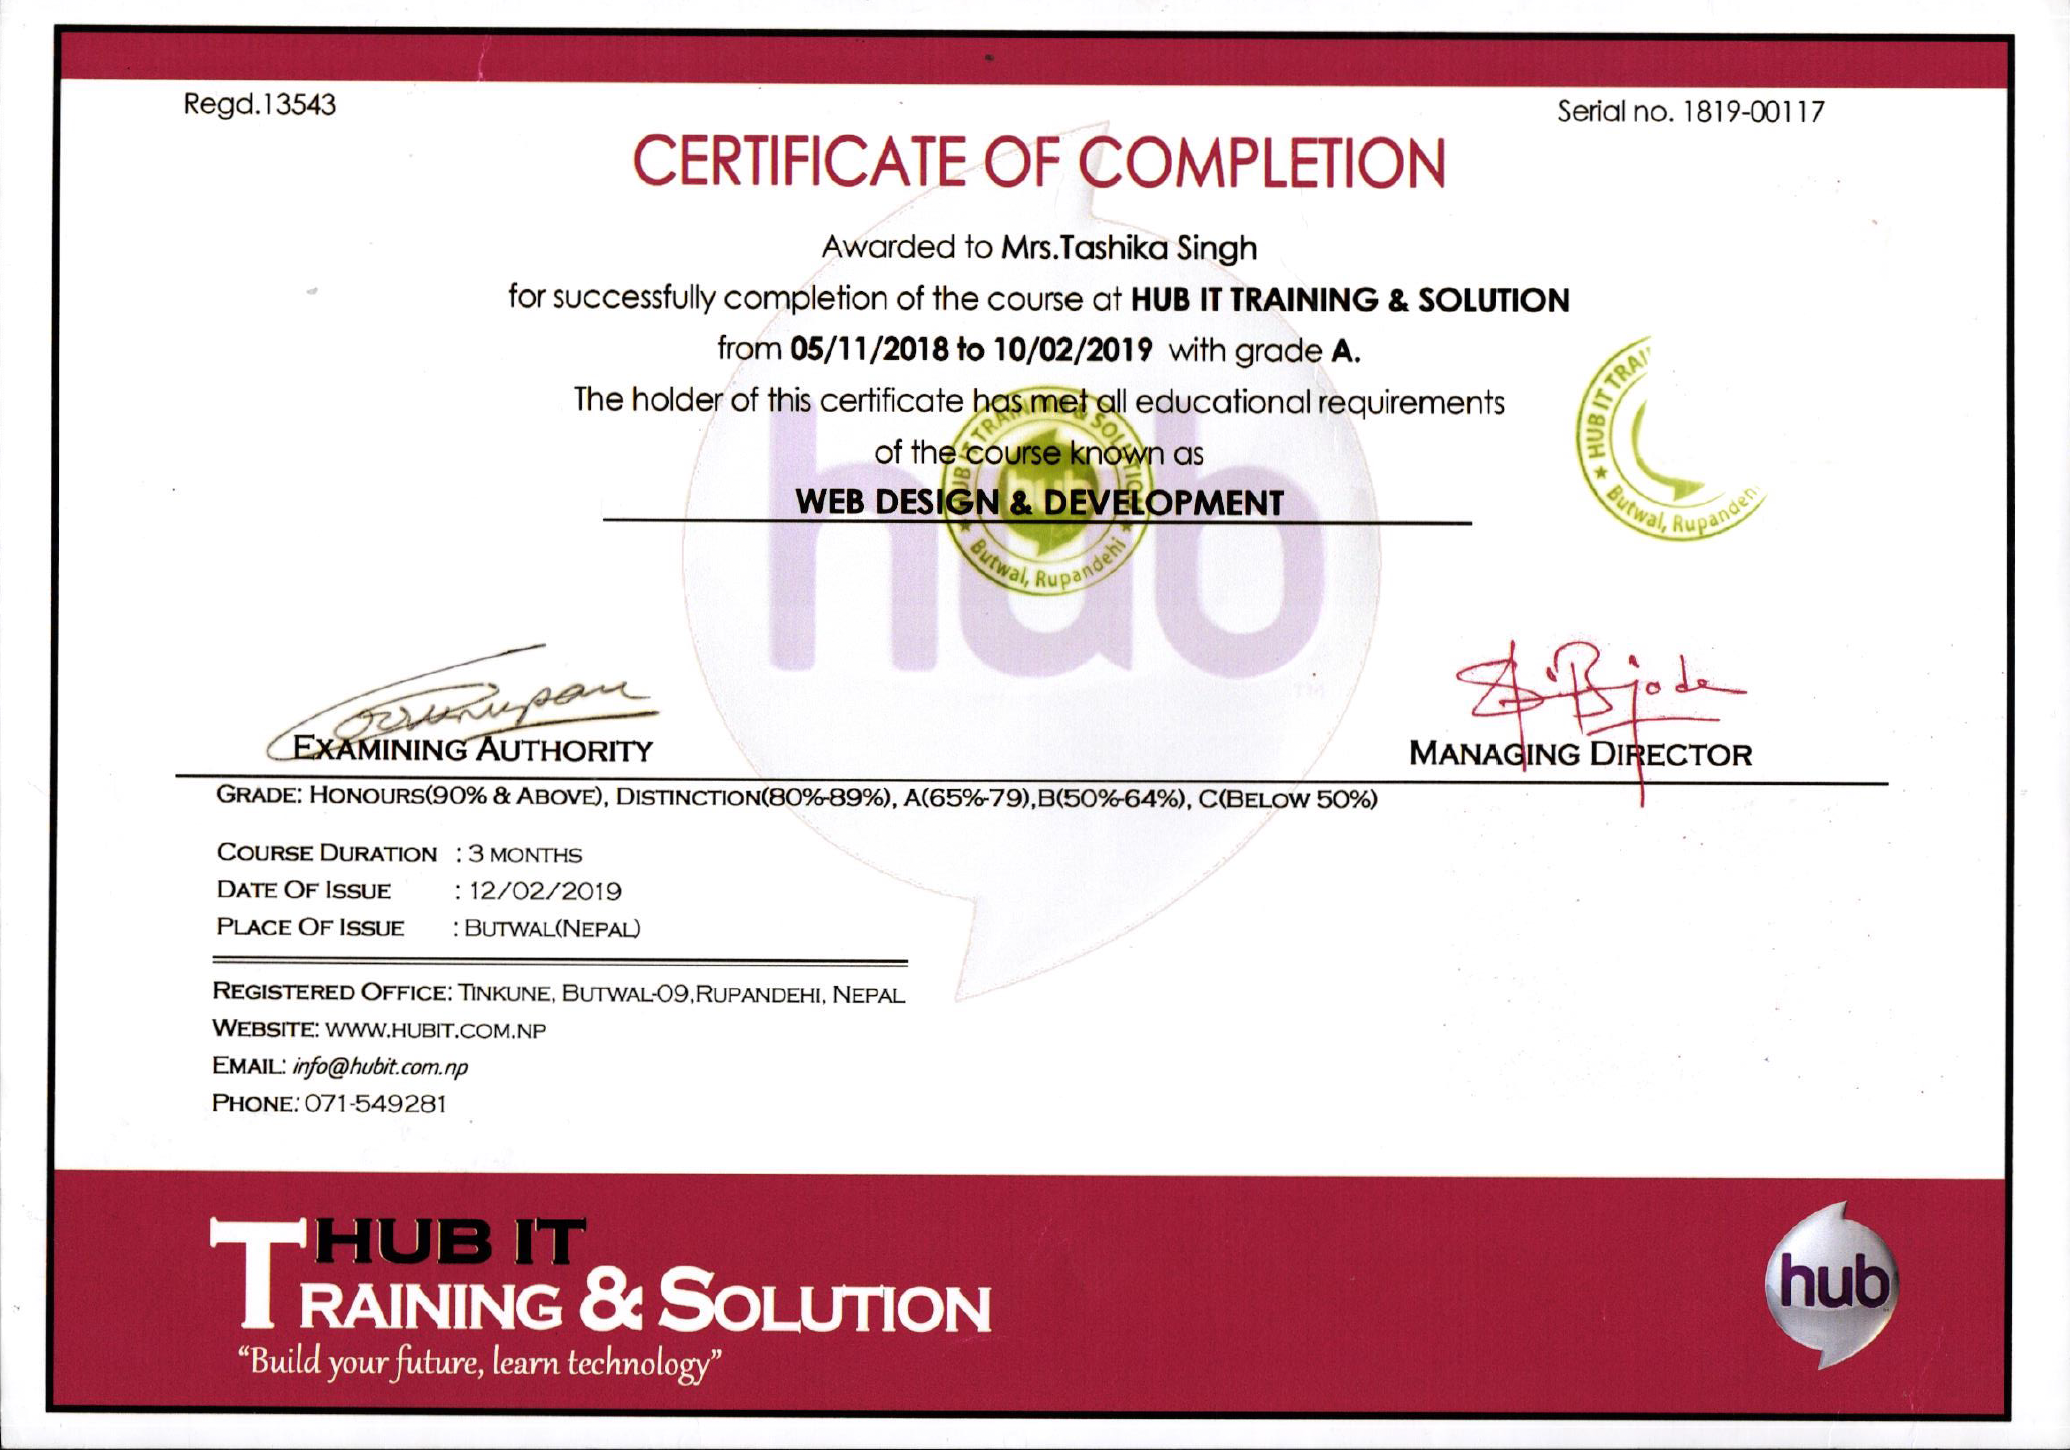 Regd.13543
Serial no. 1819-00117
CERTIFICATE OF COMPLETION
Awarded to Mrs.Tashika Singh
for successfully completion of the course at HUB IT TRAINING & SOLUTION
from 05/11/2018 to 10/02/2019 with grade A.
The holder of this certificate has met all educational requirements
of the course known as
WEB DESIGN & DEVELOPMENT
hub
TM
HUB IT TRAINING & SOLUTION
Butwal, Rupandehi
HUB IT TRAI
Butwal, Rupandeh
EXAMINING AUTHORITY
MANAGING DIRECTOR
GRADE: HONOURS(90% & ABOVE), DISTINCTION(80%-89%), A(65%-79),B(50%-64%), C(BELOW 50%)
COURSE DURATION : 3 MONTHS
DATE OF ISSUE : 12/02/2019
PLACE OF ISSUE : BUTWAL(NEPAL)
REGISTERED OFFICE: TINKUNE, BUTWAL-09,RUPANDEHI, NEPAL
WEBSITE: WWW.HUBIT.COM.NP
EMAIL: info@hubit.com.np
PHONE: 071-549281
HUB IT
TRAINING & SOLUTION
"Build your future, learn technology"
hub